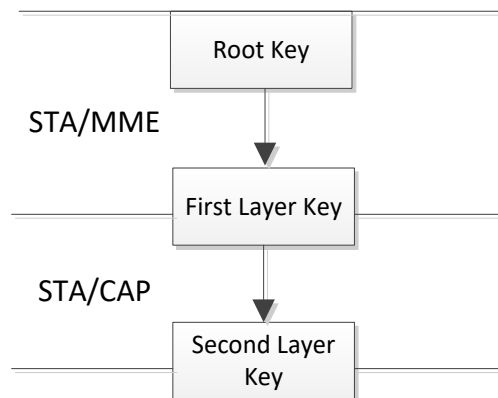 Root Key
STA/MME
First Layer Key
STA/CAP
Second Layer
Key